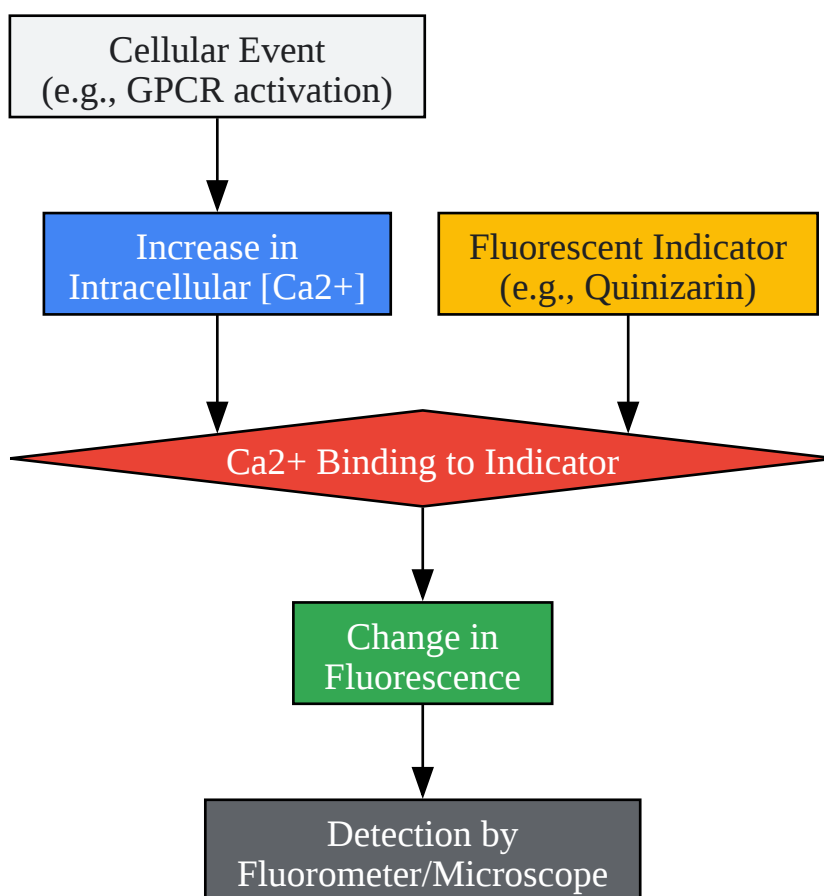 Cellular Event
(e.g., GPCR activation)
Increase in
Intracellular [Ca2+]
Fluorescent Indicator
(e.g., Quinizarin)
Ca2+ Binding to Indicator
Change in
Fluorescence
Detection by
Fluorometer/Microscope